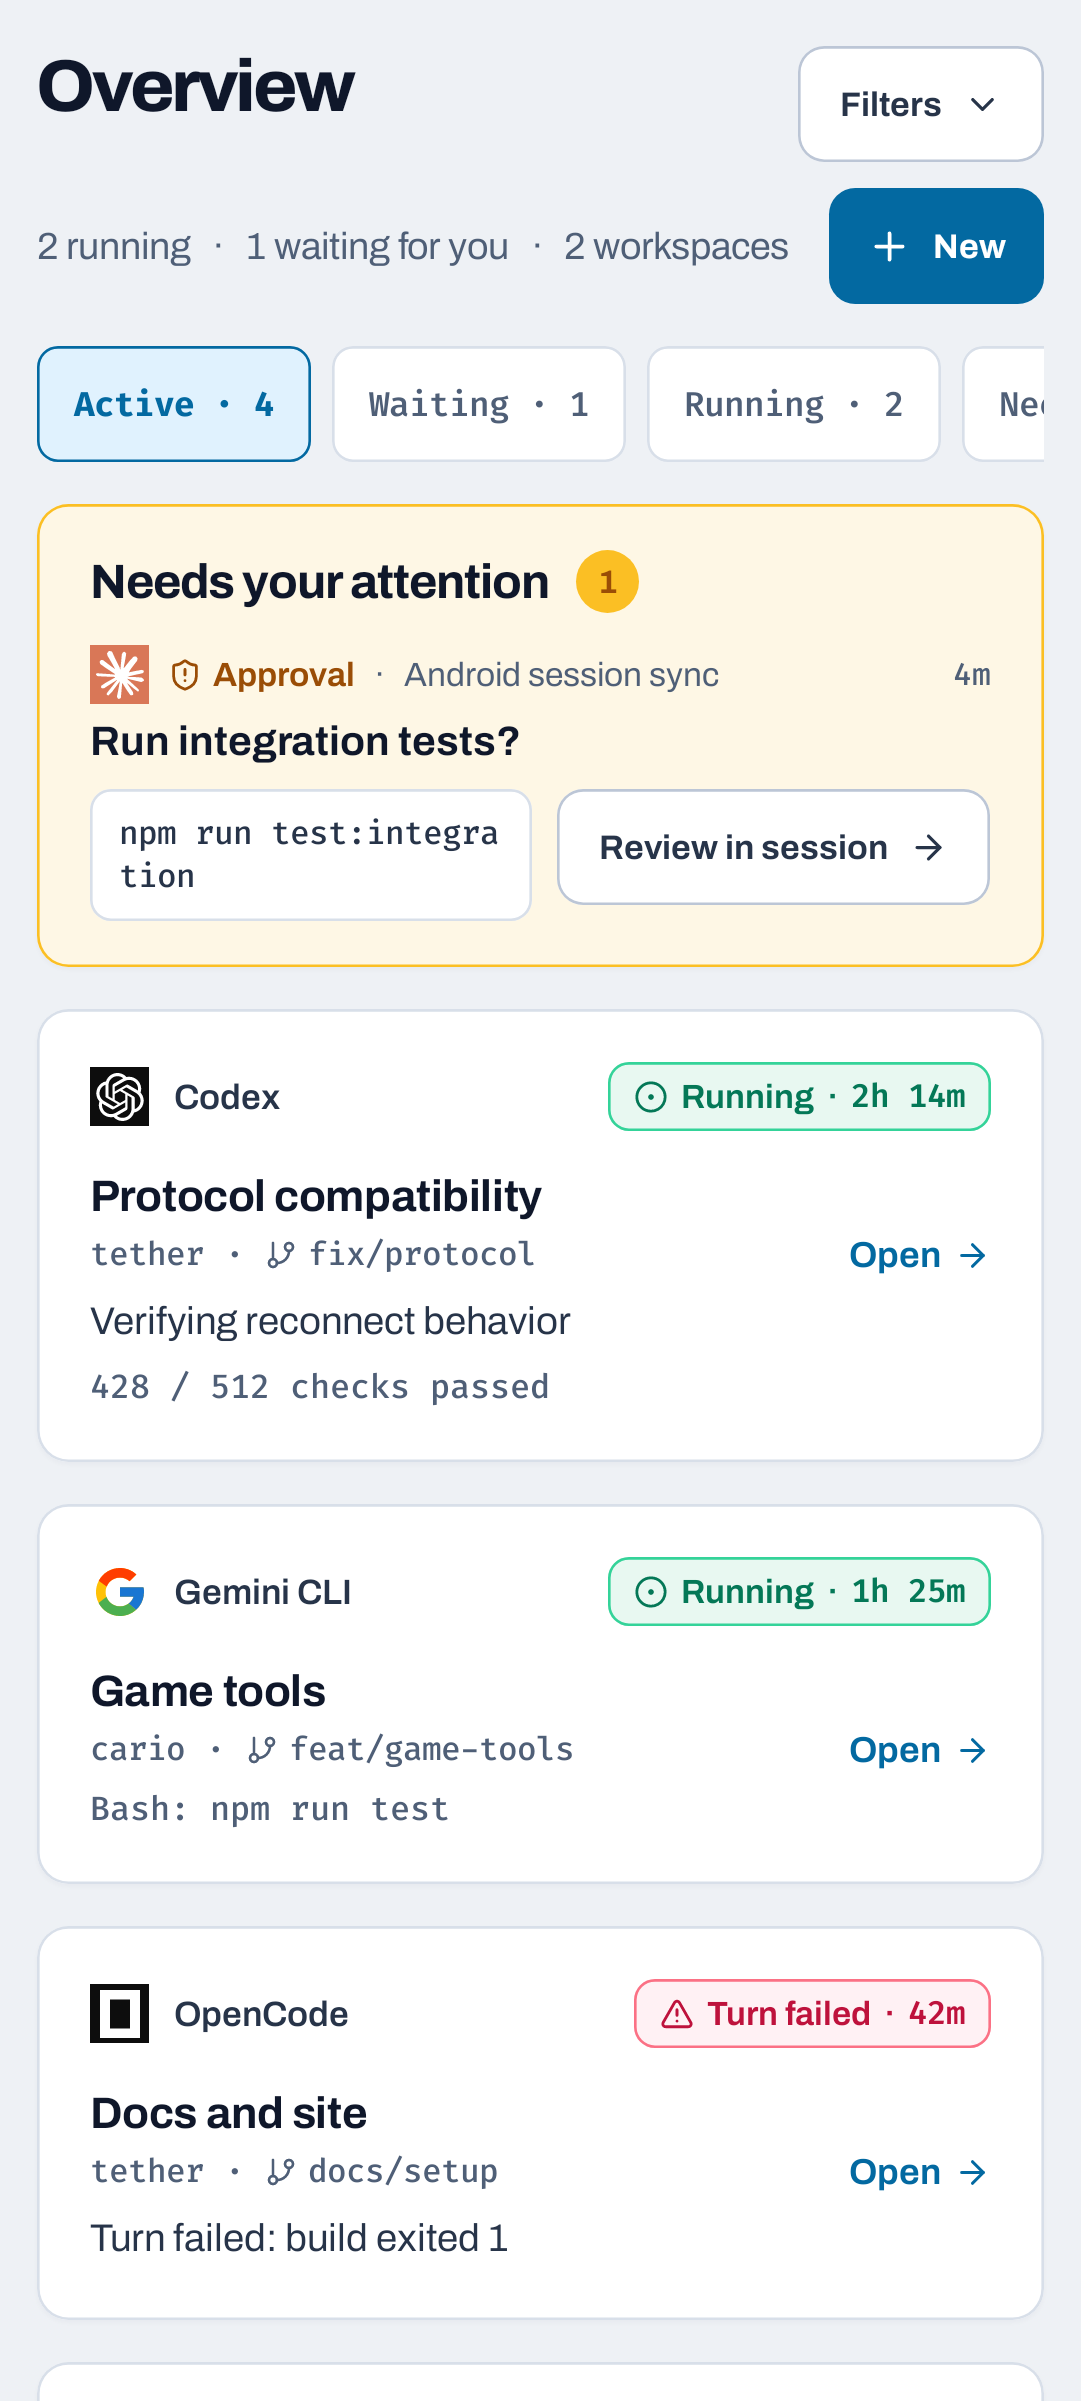 Overview
Filters
2 running · 1 waiting for you · 2 workspaces
New
Active · 4
Waiting · 1
Running · 2
Needs your attention 1
Approval · Android session sync 4m
Run integration tests?
npm run test:integra
tion
Review in session
Codex
Running · 2h 14m
Protocol compatibility
tether · fix/protocol
Open
Verifying reconnect behavior
428 / 512 checks passed
Gemini CLI
Running · 1h 25m
Game tools
cario · feat/game-tools
Open
Bash: npm run test
OpenCode
Turn failed · 42m
Docs and site
tether · docs/setup
Open
Turn failed: build exited 1